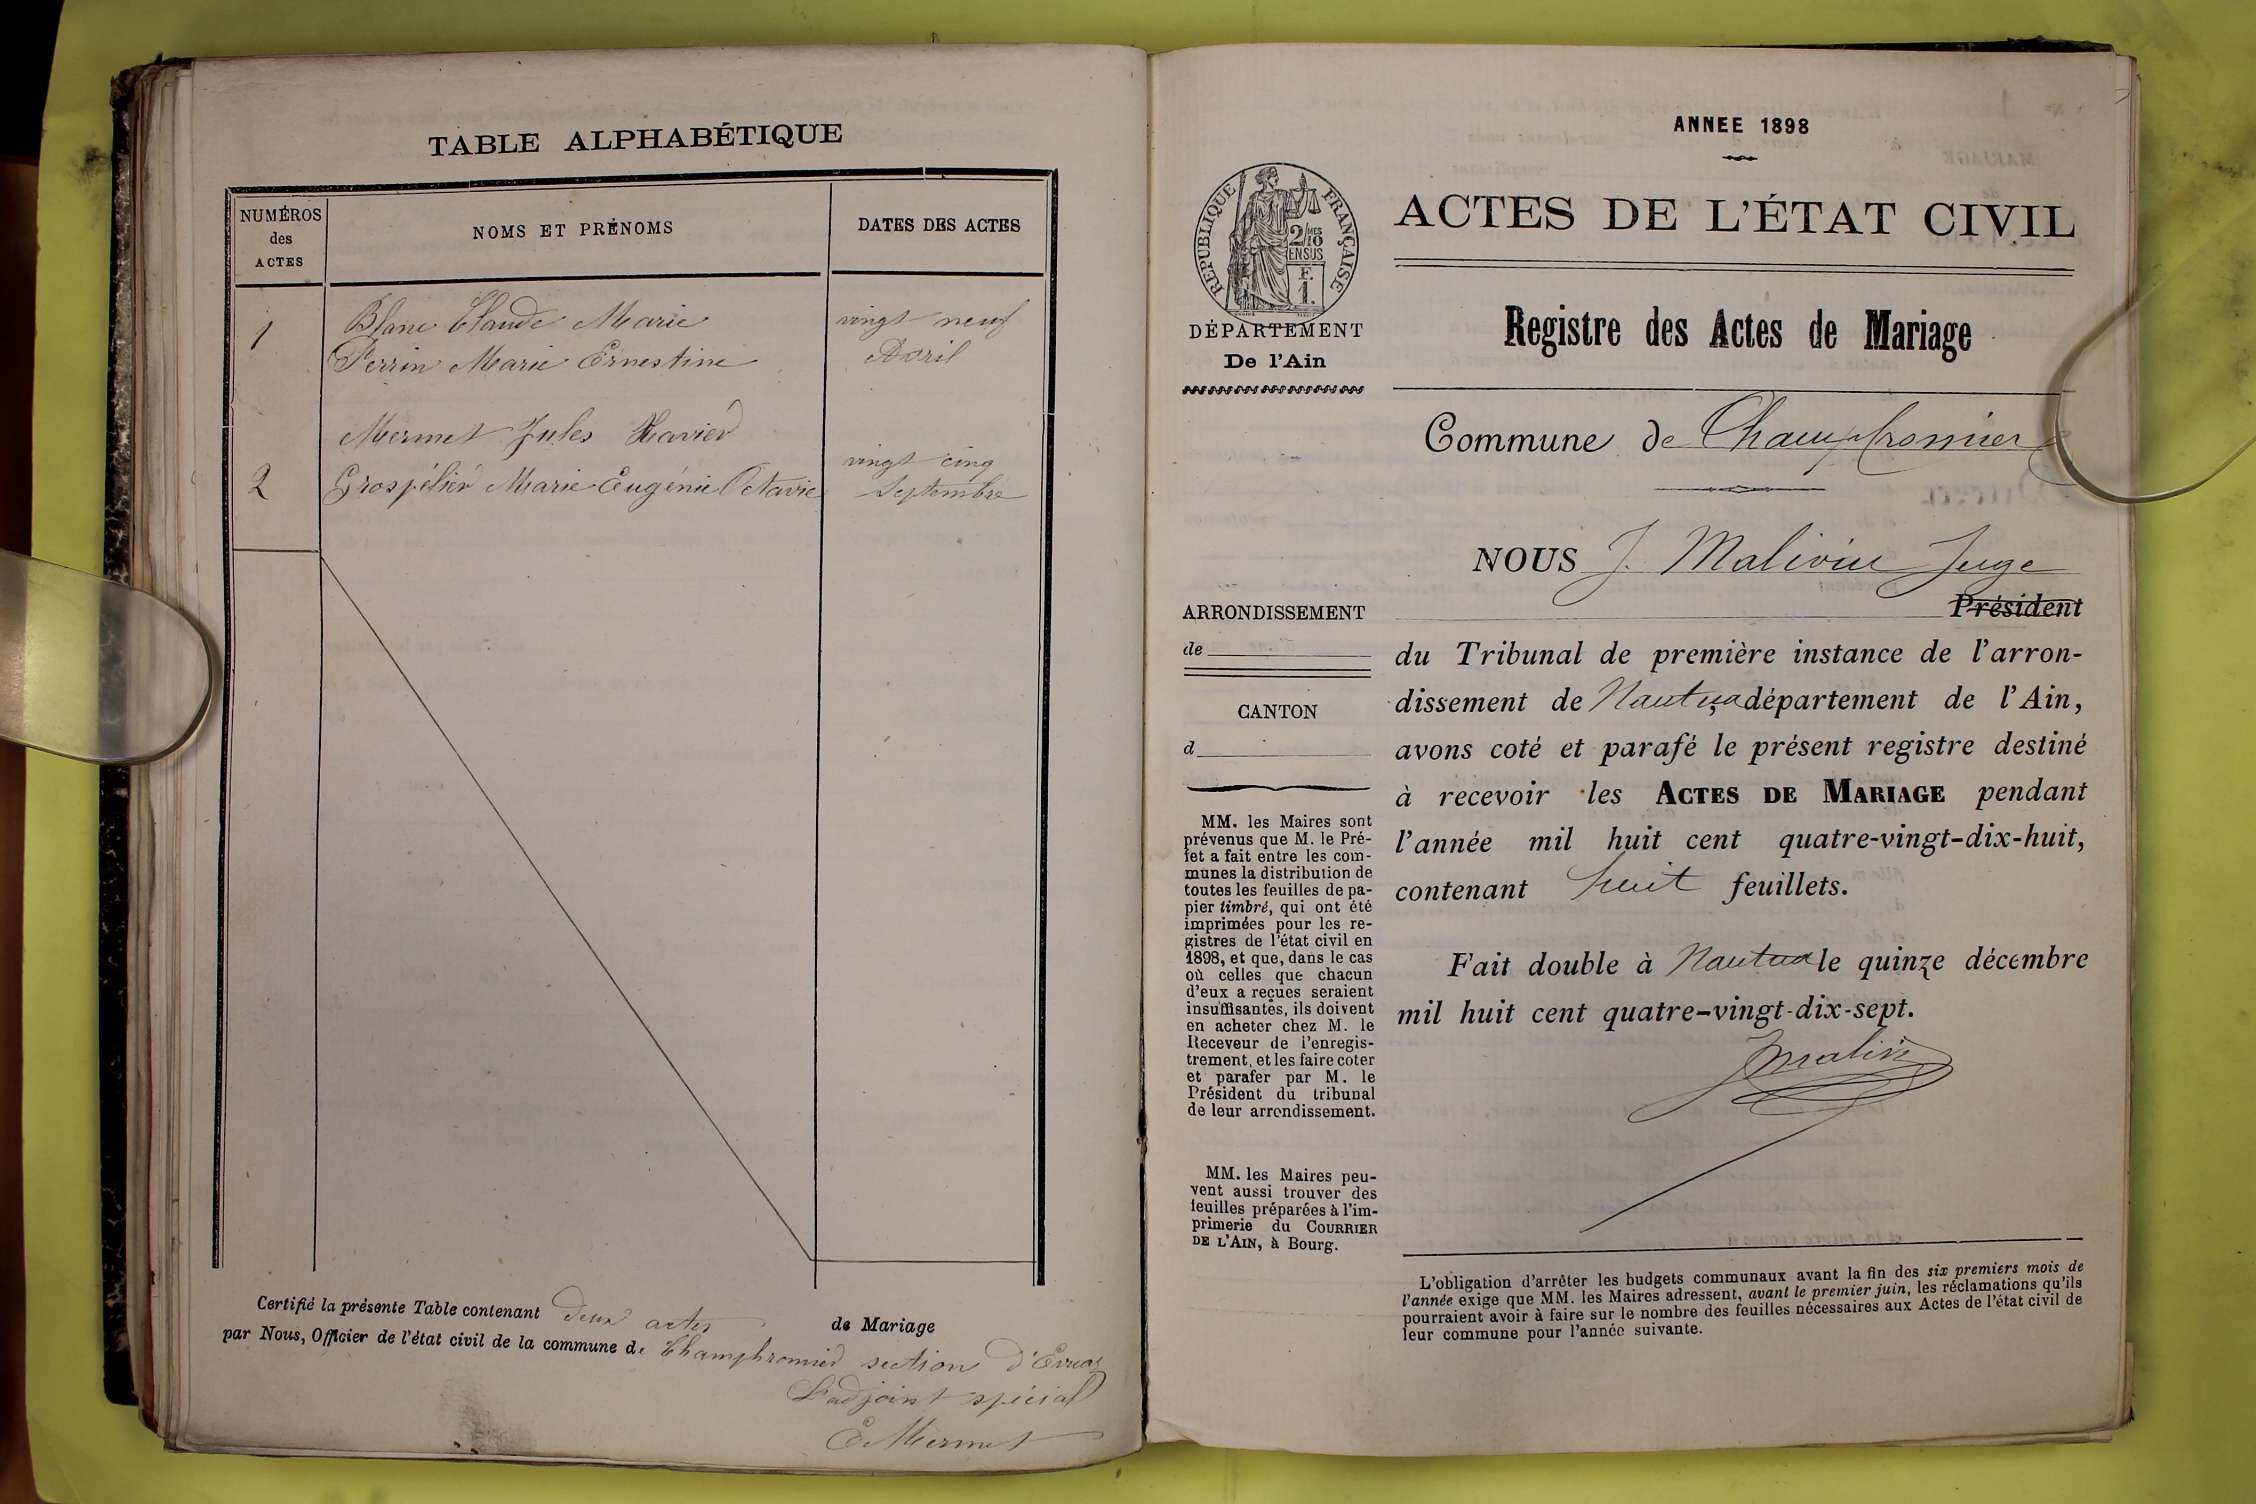 TABLE ALPHABÉTIQUE
NUMÉROS des ACTES
NOMS ET PRÉNOMS
DATES DES ACTES
1
Blanc Claude Marie
Perrin Marie Ernestine
vingt neuf
Avril
2
Mermet Jules Xavier
Grospélier Marie Eugénie Octavie
vingt cinq
Septembre
Certifié la présente Table contenant deux actes de Mariage
par Nous, Officier de l'état civil de la commune de Champfromier section d'Evuaz
L'adjoint spécial
E Mermet
ANNEE 1898
RÉPUBLIQUE FRANÇAISE
2/10 MES
EN SUS
F.
1.
DÉPARTEMENT
De l'Ain
ACTES DE L'ÉTAT CIVIL
Registre des Actes de Mariage
Commune de Champfromier
NOUS J. Malivin Juge
Président
ARRONDISSEMENT
de
CANTON
d
du Tribunal de première instance de l'arron-
dissement de Nantua département de l'Ain,
avons coté et parafé le présent registre destiné
à recevoir les ACTES DE MARIAGE pendant
l'année mil huit cent quatre-vingt-dix-huit,
contenant huit feuillets.
Fait double à Nantua le quinze décembre
mil huit cent quatre-vingt-dix-sept.
JMalivin
MM. les Maires sont
prévenus que M. le Pré-
fet a fait entre les com-
munes la distribution de
toutes les feuilles de pa-
pier timbré, qui ont été
imprimées pour les re-
gistres de l'état civil en
1898, et que, dans le cas
où celles que chacun
d'eux a reçues seraient
insuffisantes, ils doivent
en acheter chez M. le
Receveur de l'enregis-
trement, et les faire coter
et parafer par M. le
Président du tribunal
de leur arrondissement.
MM. les Maires peu-
vent aussi trouver des
feuilles préparées à l'im-
primerie du COURRIER
DE L'AIN, à Bourg.
L'obligation d'arrêter les budgets communaux avant la fin des six premiers mois de
l'année exige que MM. les Maires adressent, avant le premier juin, les réclamations qu'ils
pourraient avoir à faire sur le nombre des feuilles nécessaires aux Actes de l'état civil de
leur commune pour l'année suivante.